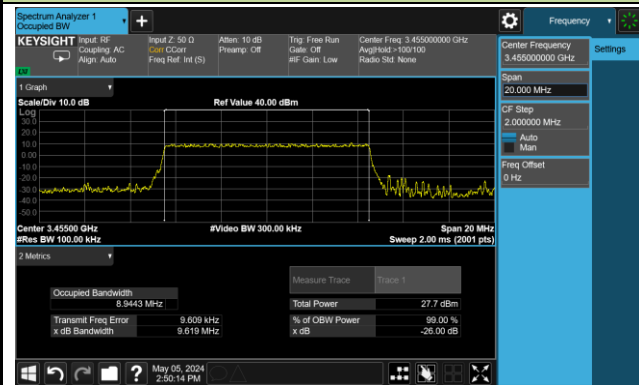 Spectrum Analyzer 1
Occupied BW
Frequency
KEYSIGHT
Input: RF
Coupling: AC
Align: Auto
Input Z: 50 Ω
Corr CCorr
Freq Ref: Int (S)
Atten: 10 dB
Preamp: Off
Trig: Free Run
Gate: Off
#IF Gain: Low
Center Freq: 3.455000000 GHz
Avg|Hold:>100/100
Radio Std: None
Center Frequency
3.455000000 GHz
Settings
Span
20.000 MHz
CF Step
2.000000 MHz
Auto
Man
Freq Offset
0 Hz
1 Graph
Scale/Div 10.0 dB
Ref Value 40.00 dBm
Log
30.0
20.0
10.0
0.00
-10.0
-20.0
-30.0
-40.0
-50.0
Center 3.45500 GHz
#Video BW 300.00 kHz
Span 20 MHz
#Res BW 100.00 kHz
Sweep 2.00 ms (2001 pts)
2 Metrics
Measure Trace
Trace 1
Occupied Bandwidth
8.9443 MHz
Total Power
27.7 dBm
Transmit Freq Error
9.609 kHz
% of OBW Power
99.00 %
x dB Bandwidth
9.619 MHz
x dB
-26.00 dB
May 05, 2024
2:50:14 PM